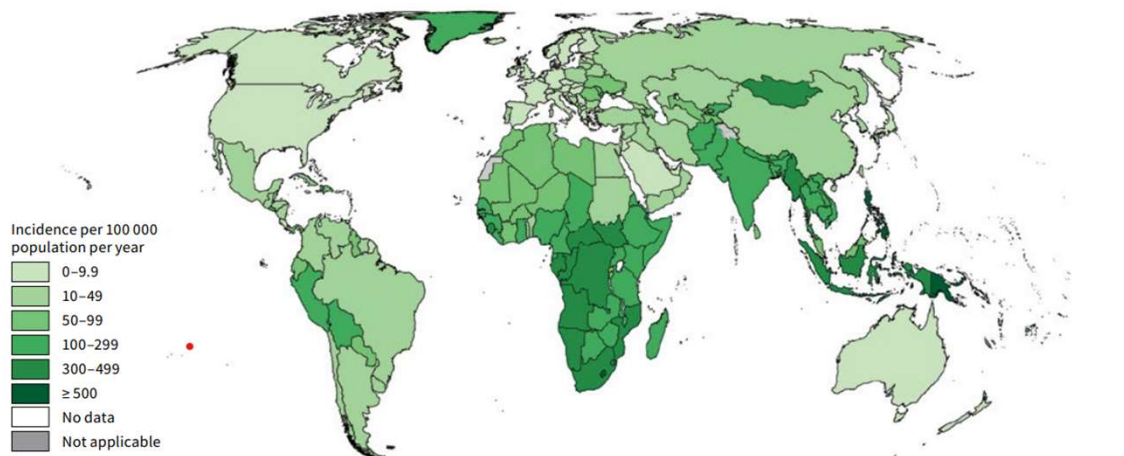 Incidence per 100 000
population per year
0–9.9
10–49
50–99
100–299
300–499
≥ 500
No data
Not applicable